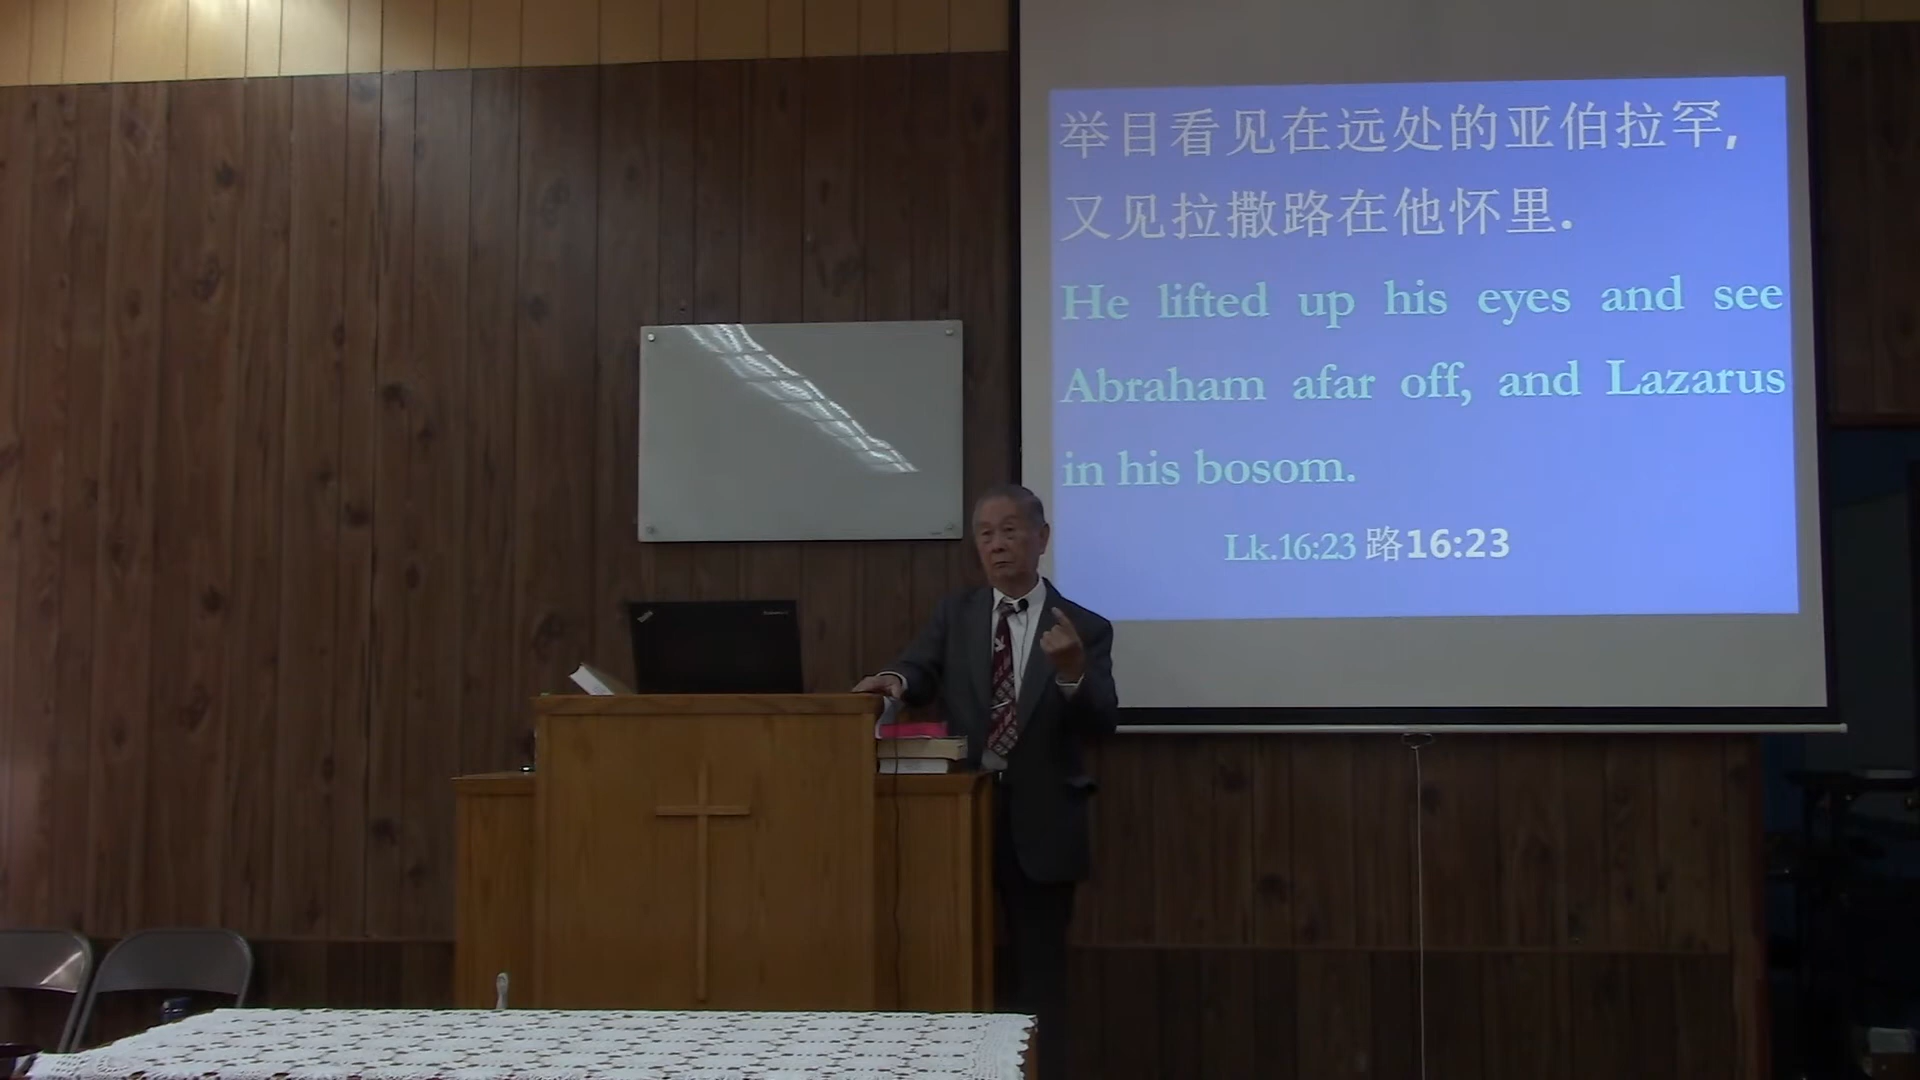 举目看见在远处的亚伯拉罕,
又见拉撒路在他怀里.
He lifted up his eyes and see
Abraham afar off, and Lazarus
in his bosom.
Lk.16:23 路16:23